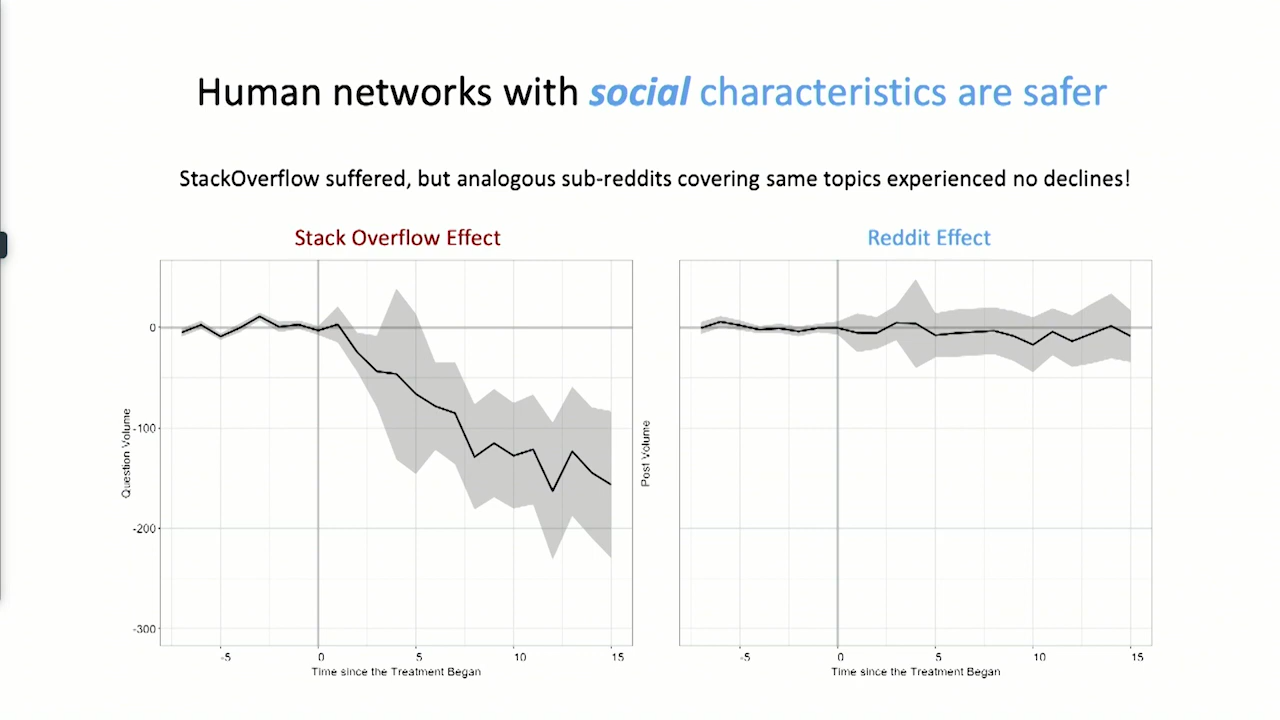 Human networks with social characteristics are safer
StackOverflow suffered, but analogous sub-reddits covering same topics experienced no declines!
Stack Overflow Effect
Question Volume
0
-100
-200
-300
-5
0
5
10
15
Time since the Treatment Began
Reddit Effect
Post Volume
-5
0
5
10
15
Time since the Treatment Began